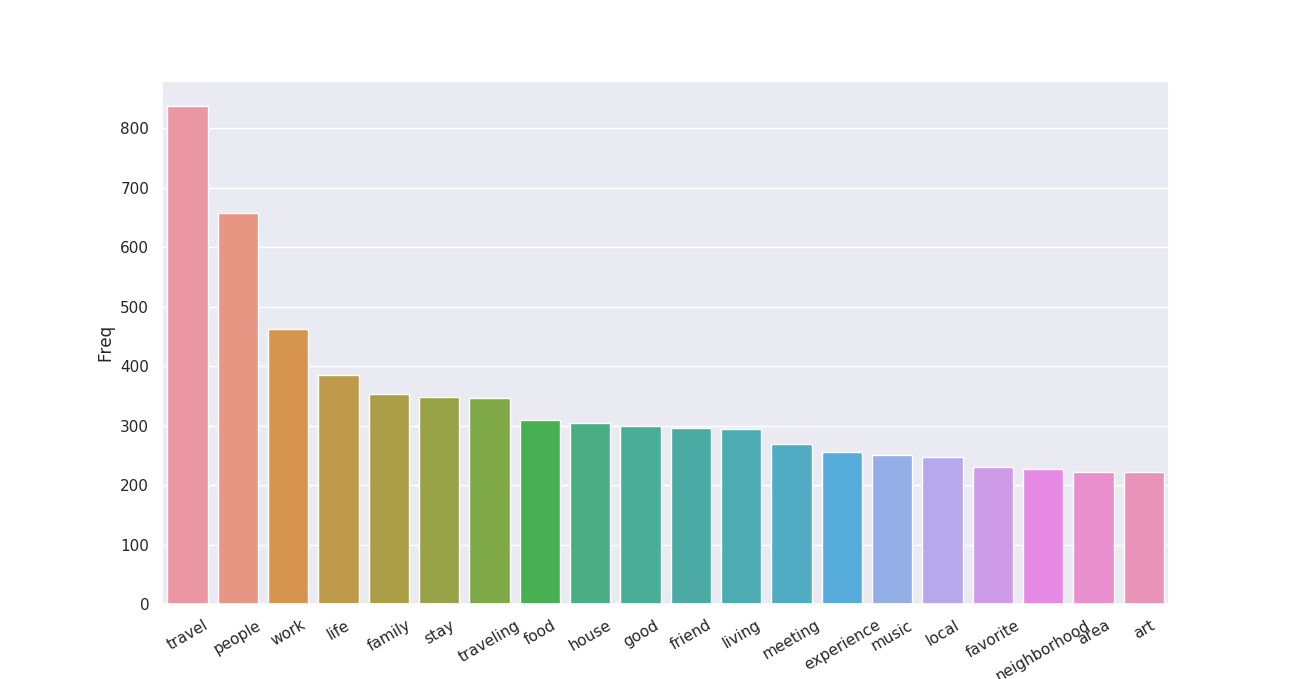 800
700
600
500
400
300
200
100
0
Freq
travel
people
work
life
family
stay
traveling
food
house
good
friend
living
meeting
experience
music
local
favorite
neighborhood
area
art